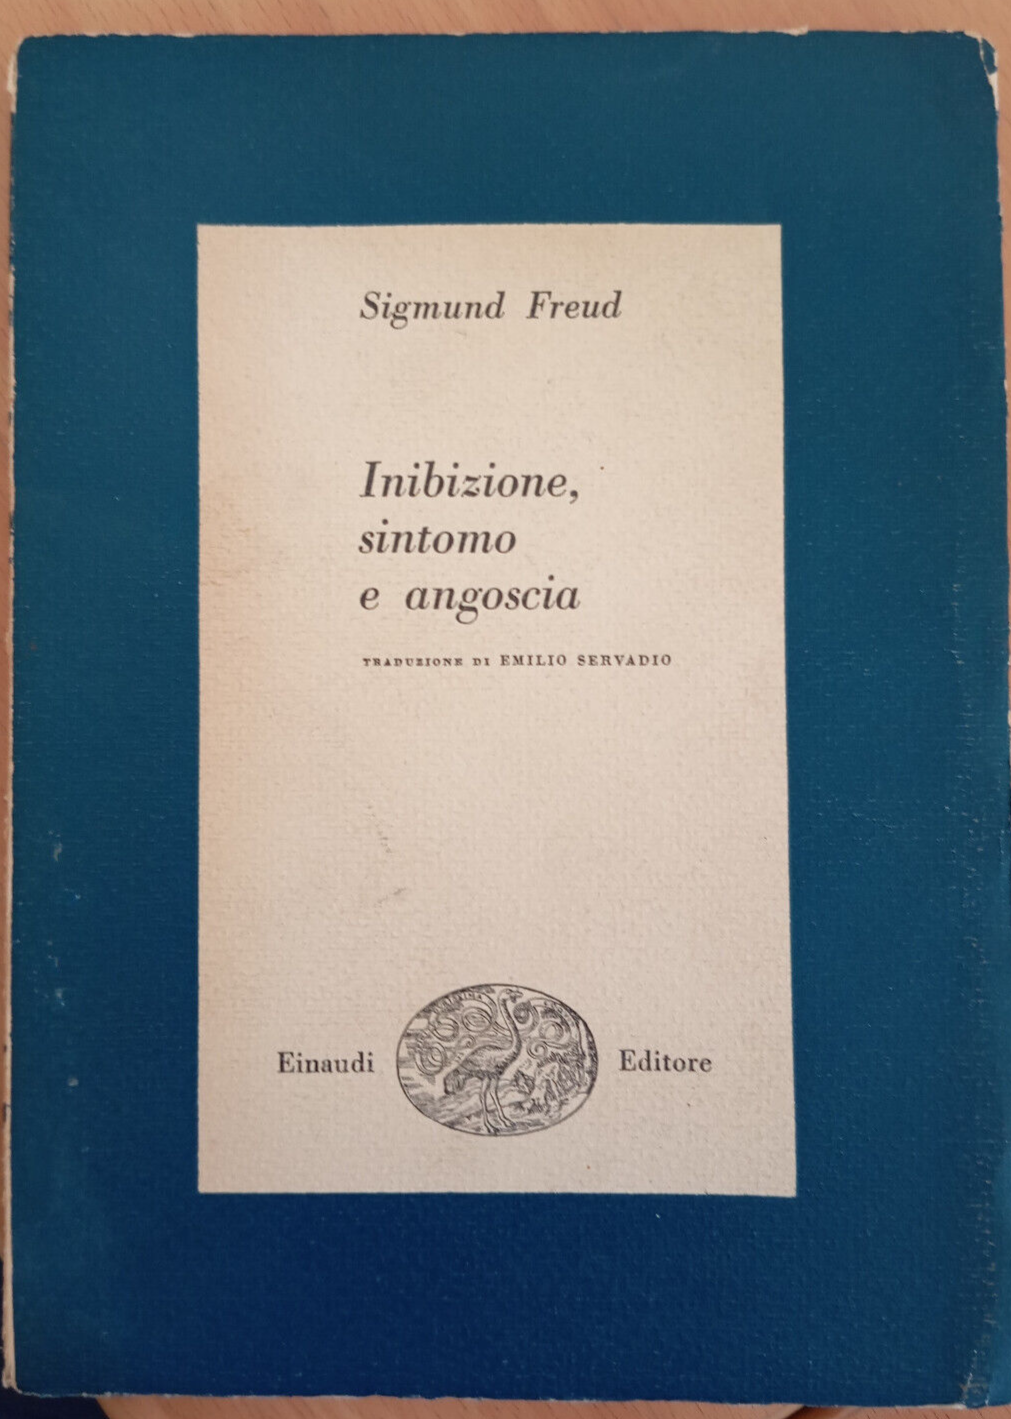 Sigmund Freud
Inibizione,
sintomo
e angoscia
TRADUZIONE DI EMILIO SERVADIO
Einaudi Editore